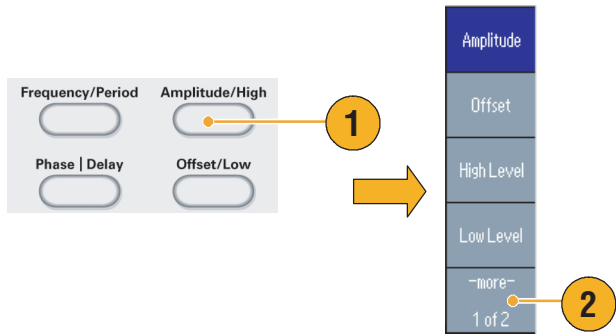 Frequency/Period
Amplitude/High
1
Phase | Delay
Offset/Low
Amplitude
Offset
High Level
Low Level
-more-
1 of 2
2